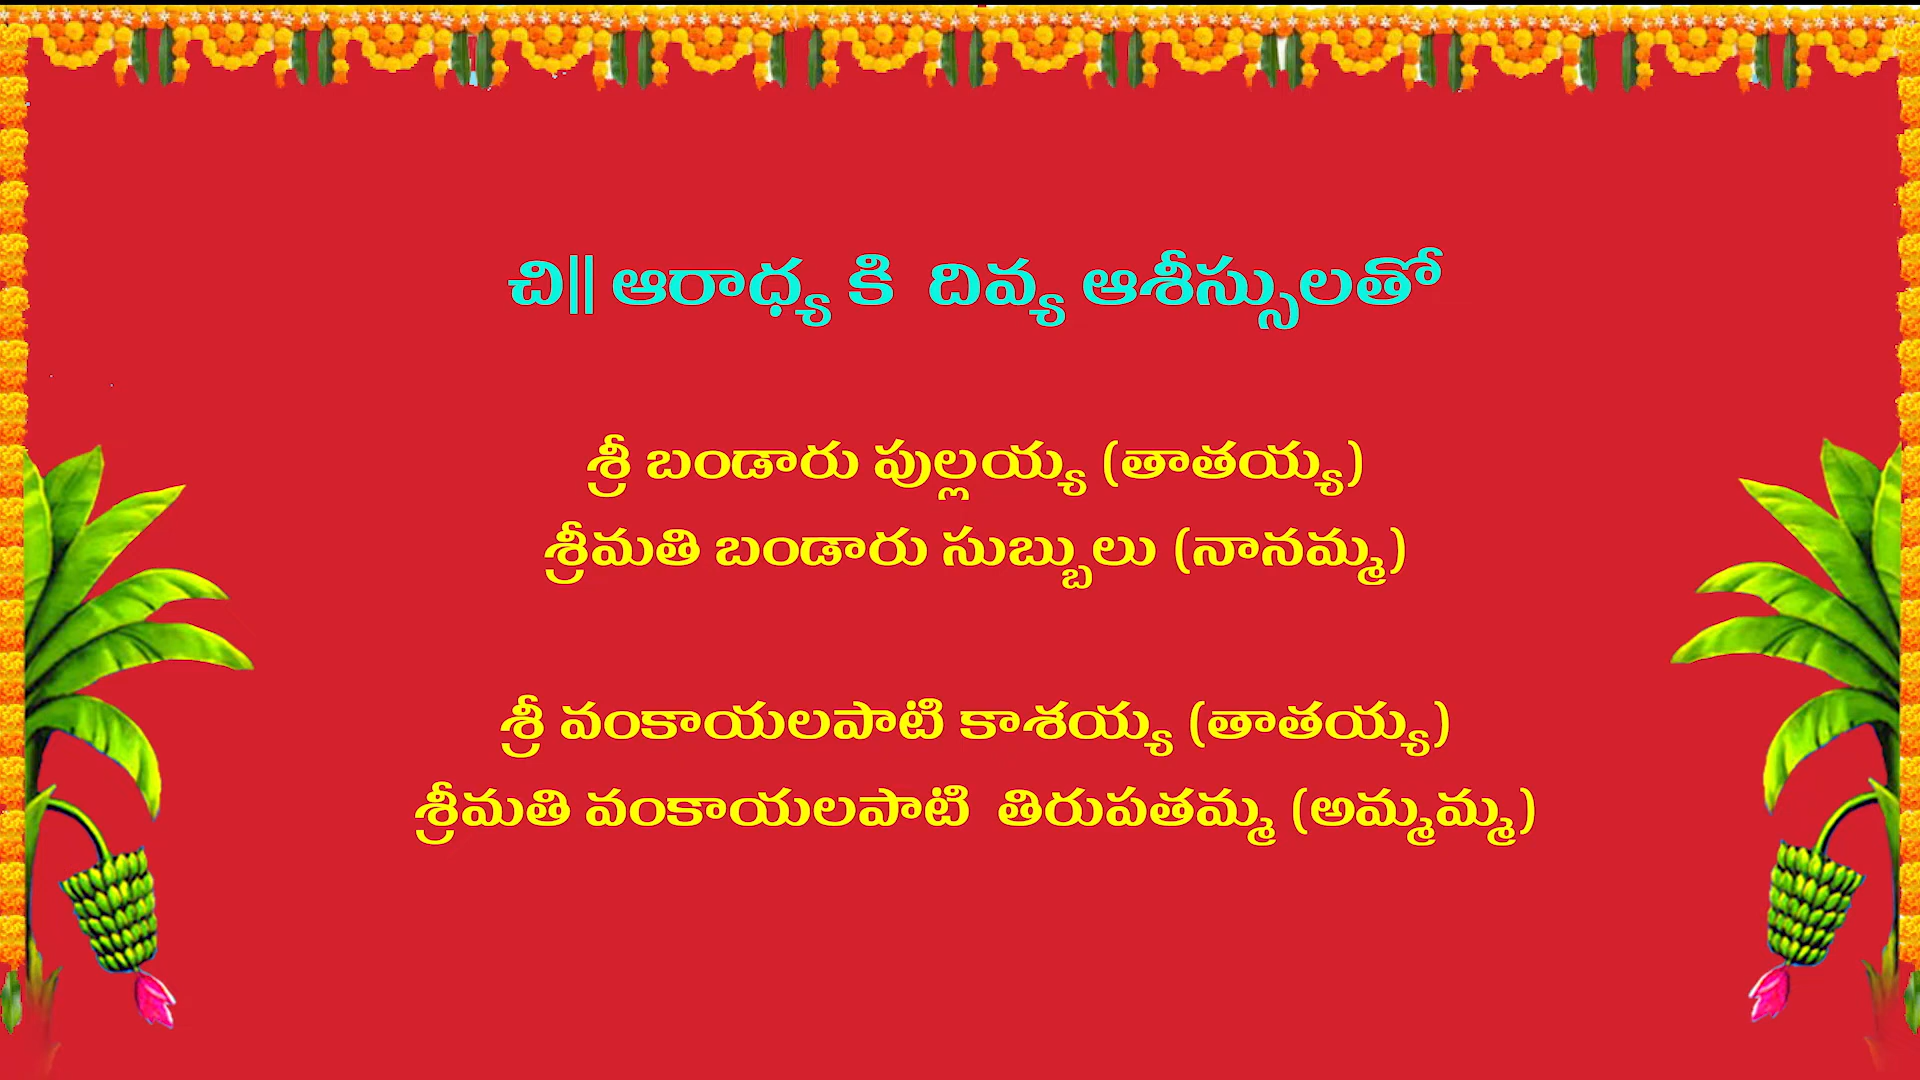 చి|| ఆరాధ్య కి దివ్య ఆశీస్సులతో
శ్రీ బండారు పుల్లయ్య (తాతయ్య)
శ్రీమతి బండారు సుబ్బులు (నానమ్మ)
శ్రీ వంకాయలపాటి కాశయ్య (తాతయ్య)
శ్రీమతి వంకాయలపాటి తిరుపతమ్మ (అమ్మమ్మ)